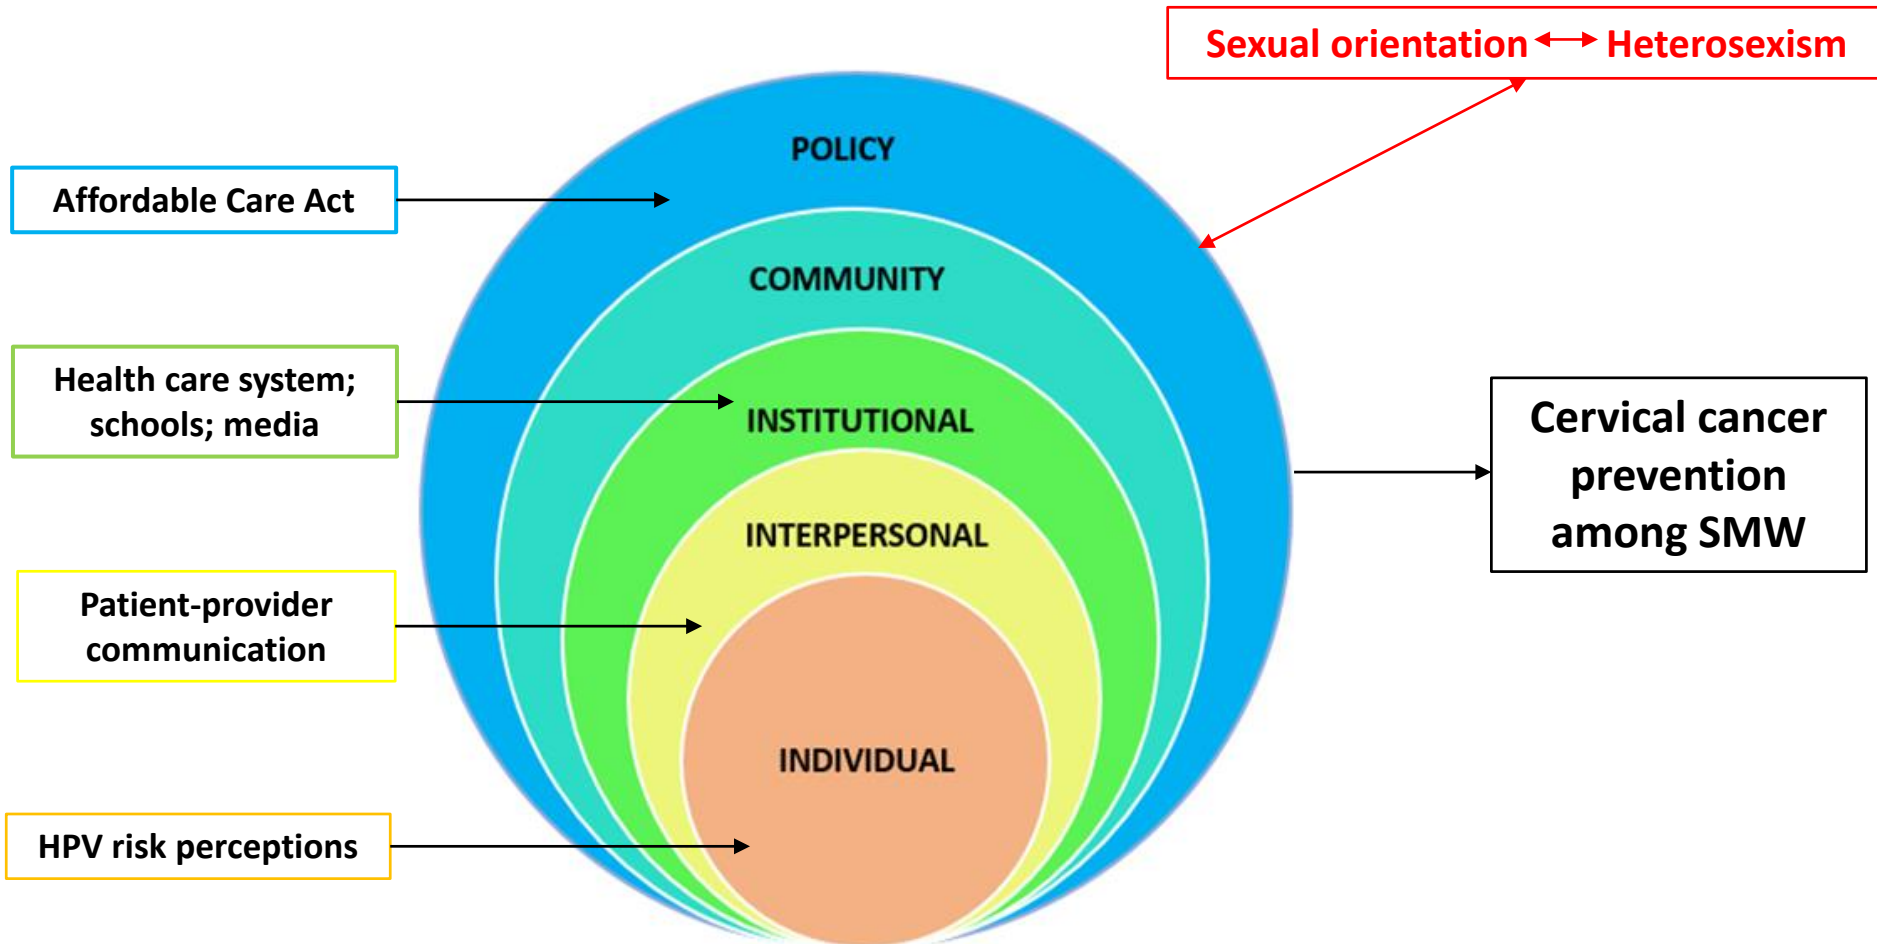 Sexual orientation Heterosexism
POLICY
Affordable Care Act
COMMUNITY
Health care system;
schools; media
INSTITUTIONAL
Cervical cancer
prevention
among SMW
INTERPERSONAL
Patient-provider
communication
INDIVIDUAL
HPV risk perceptions